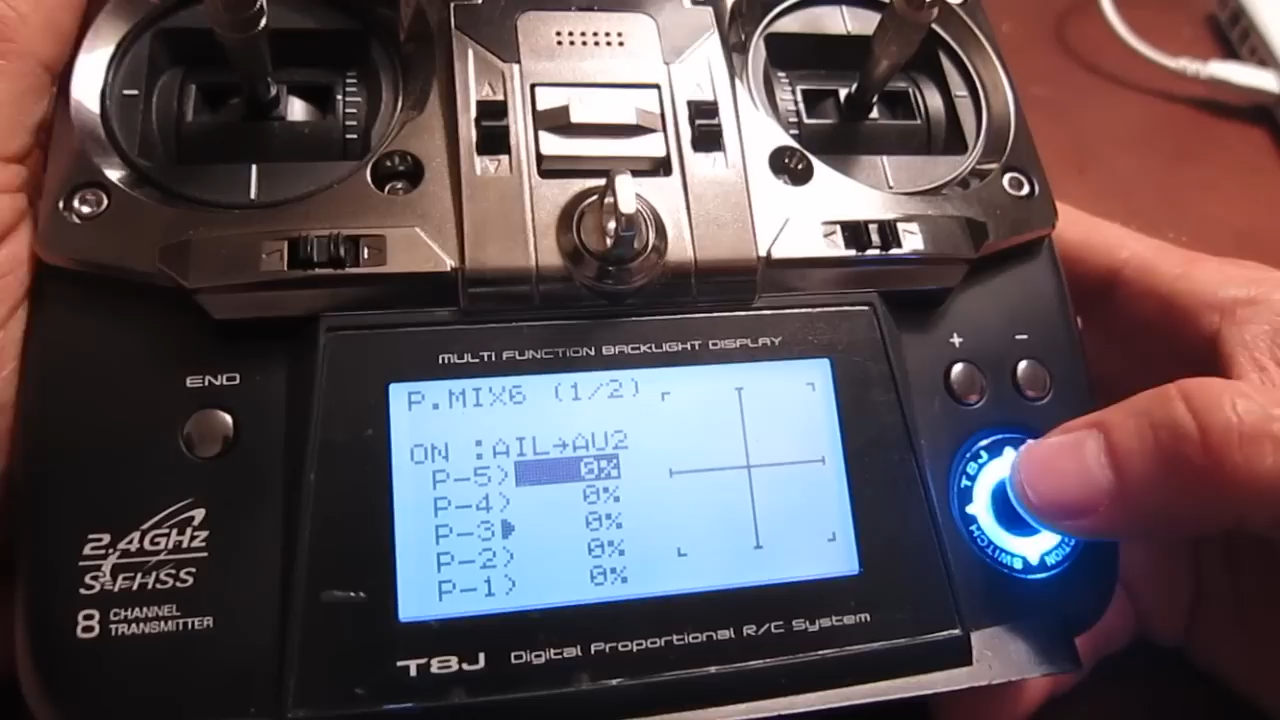 MULTI FUNCTION BACKLIGHT DISPLAY
END
+ -
P.MIX6 (1/2)
ON :AIL→AU2
P-5) 0%
P-4) 0%
P-3▶ 0%
P-2) 0%
P-1) 0%
T8J
SWITCH
2.4GHz
S-FHSS
8 CHANNEL
TRANSMITTER
T8J Digital Proportional R/C System